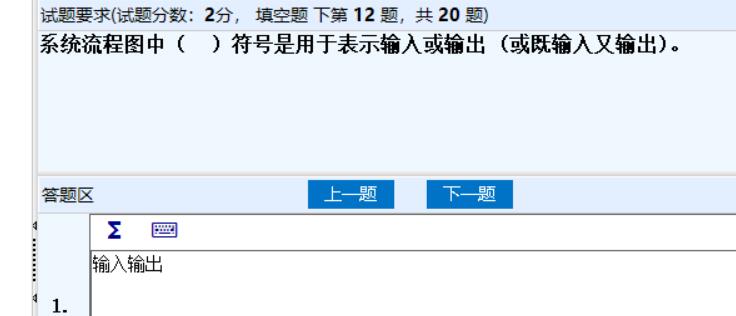 试题要求(试题分数：2分， 填空题 下第 12 题，共 20 题)
系统流程图中（　）符号是用于表示输入或输出（或既输入又输出)。
答题区 上一题 下一题
Σ
输入输出
1.